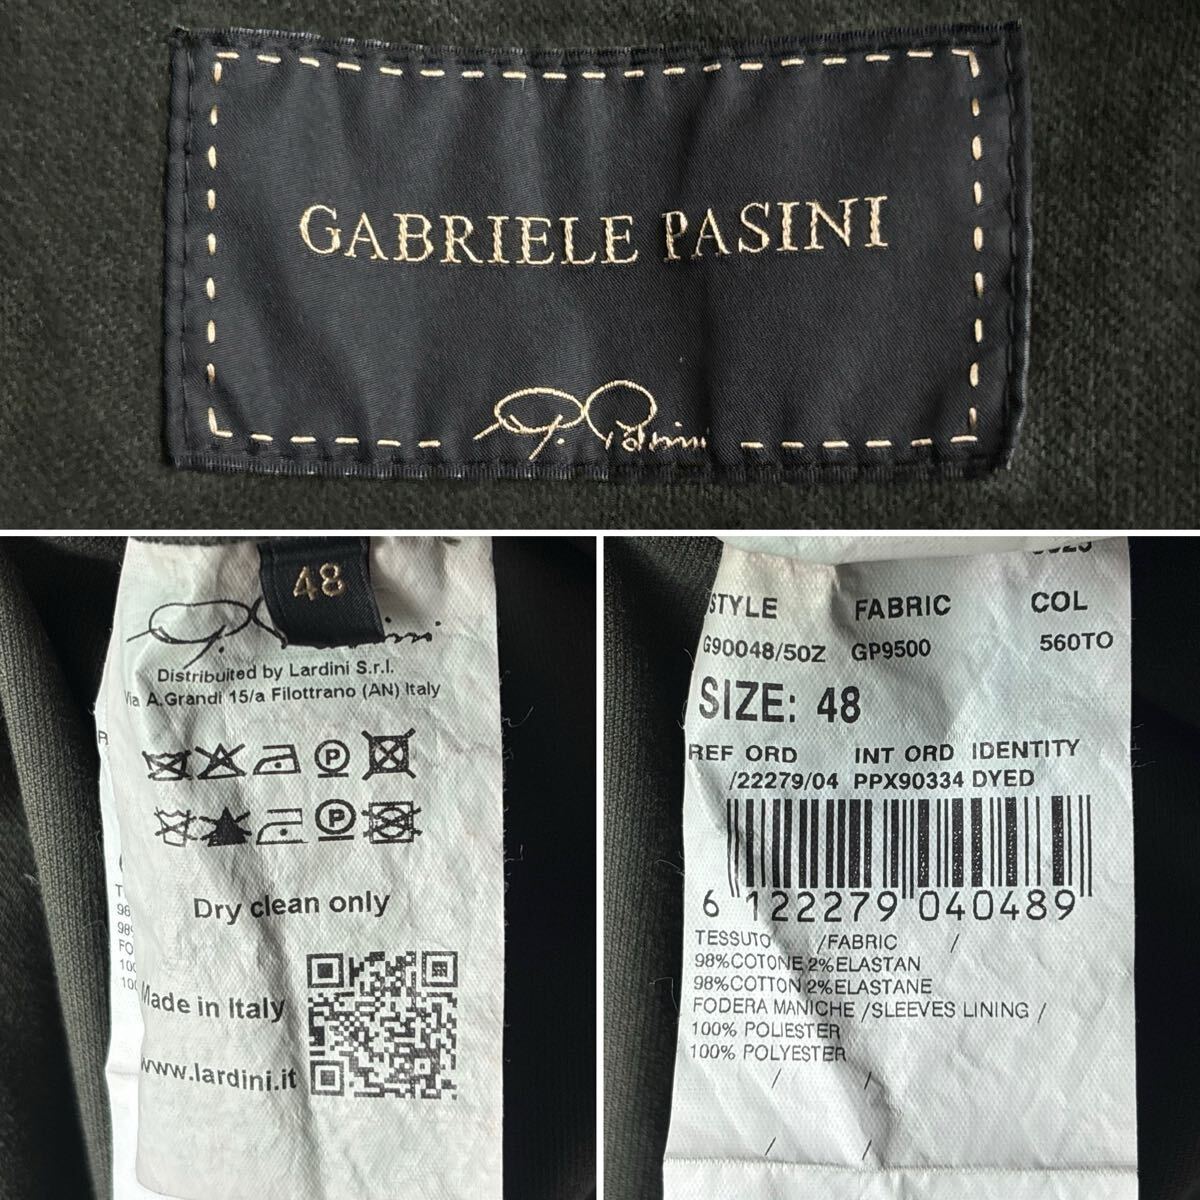 GABRIELE PASINI
G. Pasini
48
Distribuited by Lardini S.r.l.
Via A.Grandi 15/a Filottrano (AN) Italy
P
P
Dry clean only
Made in Italy
www.lardini.it
STYLE FABRIC COL
G90048/50Z GP9500 560TO
SIZE: 48
REF ORD INT ORD IDENTITY
/22279/04 PPX90334 DYED
6 122279 040489
TESSUTO /FABRIC /
98%COTONE 2%ELASTAN
98%COTTON 2%ELASTANE
FODERA MANICHE /SLEEVES LINING /
100% POLIESTER
100% POLYESTER
/ /
/ /